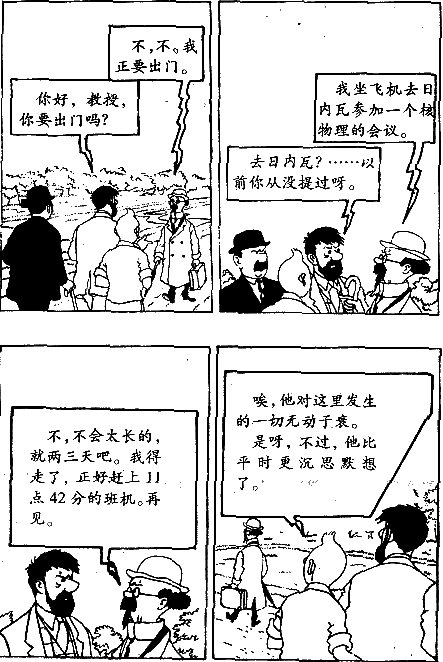 你好，教授，
你要出门吗？
不，不。我
正要出门。
去日内瓦？……以
前你从没提过呀。
我坐飞机去日
内瓦参加一个核
物理的会议。
不，不会太长的，
就两三天吧。我得
走了，正好赶上11
点42分的班机。再
见。
唉，他对这里发生
的一切无动于衷。
是呀，不过，他比
平时更沉思默想
了。